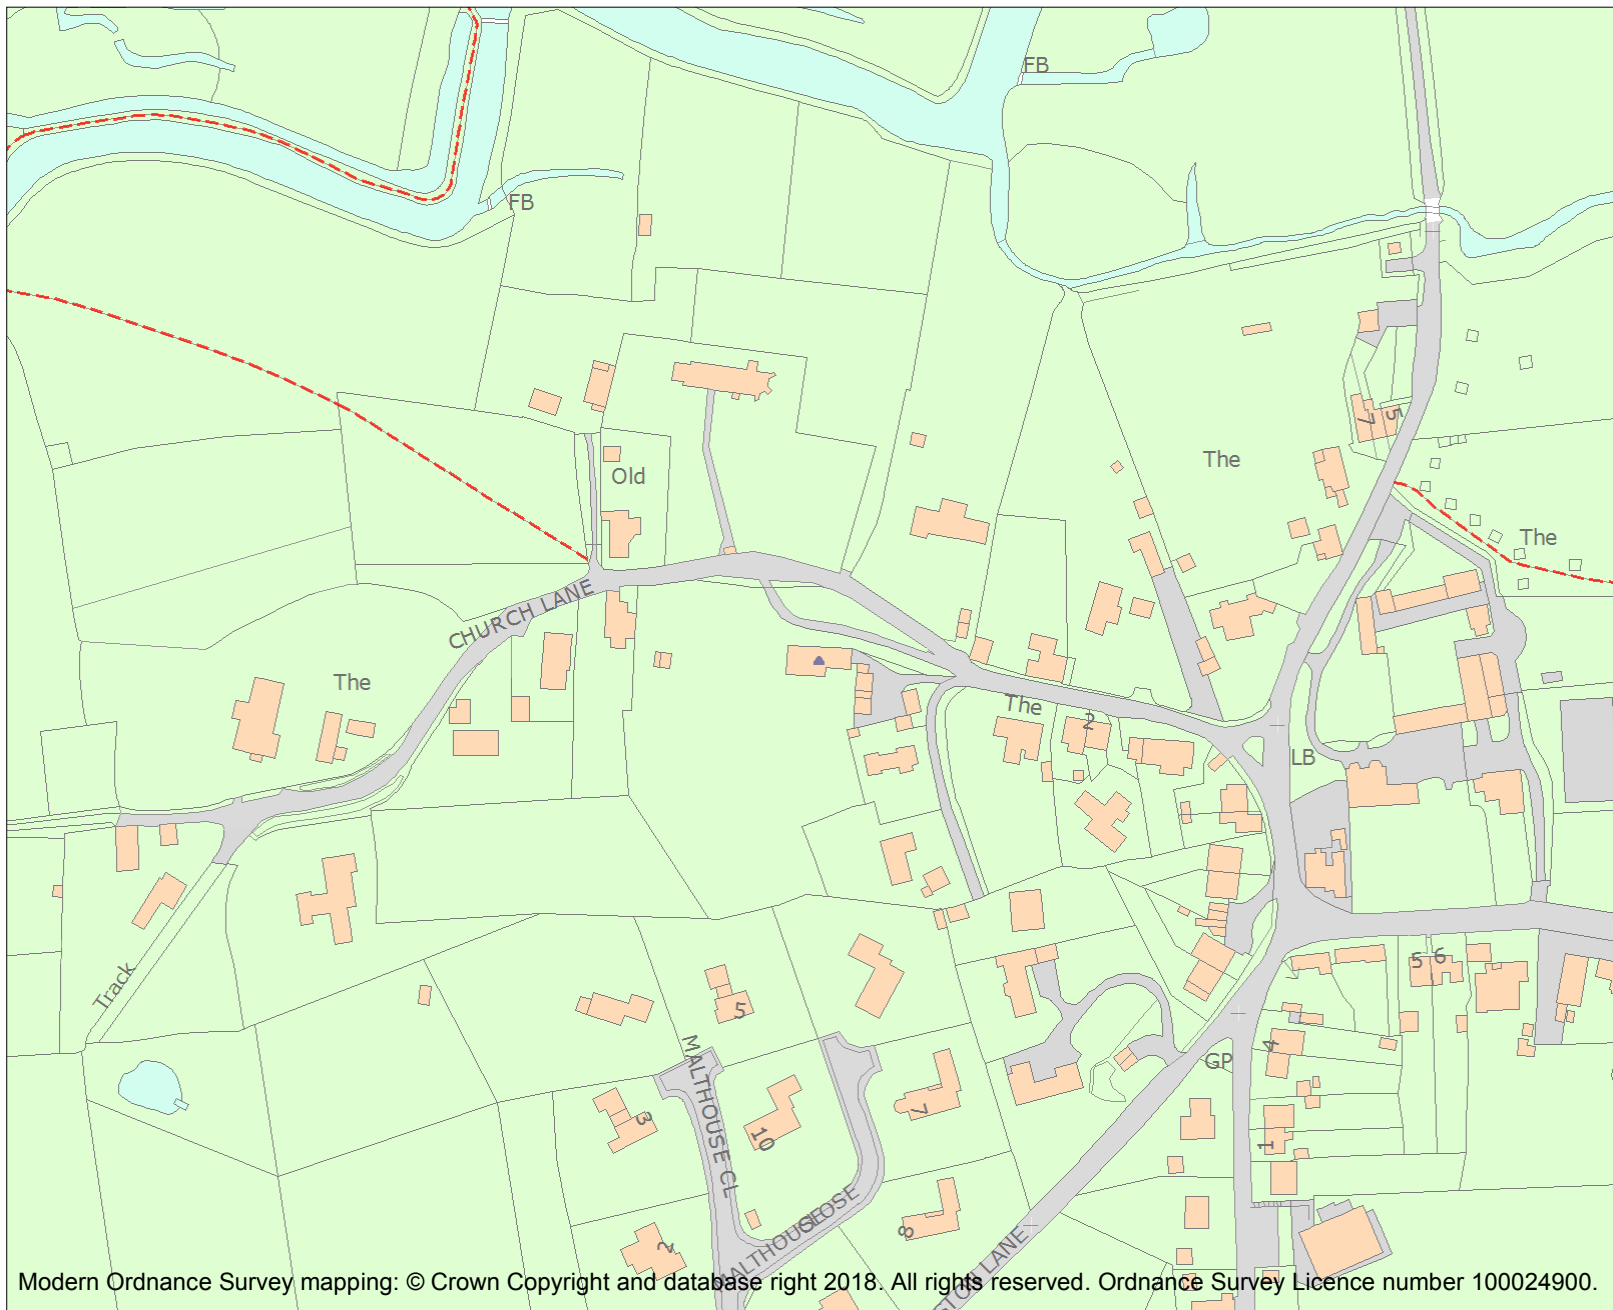 FB
FB
5
7
The
Old
The
CHURCH LANE
The
The
2
LB
5 6
Track
5
4
MALTHOUSE CL
GP
7
3
10
1
MALTHOUSE CLOSE
8
2
STON LANE
Modern Ordnance Survey mapping: © Crown Copyright and database right 2018. All rights reserved. Ordnance Survey Licence number 100024900.